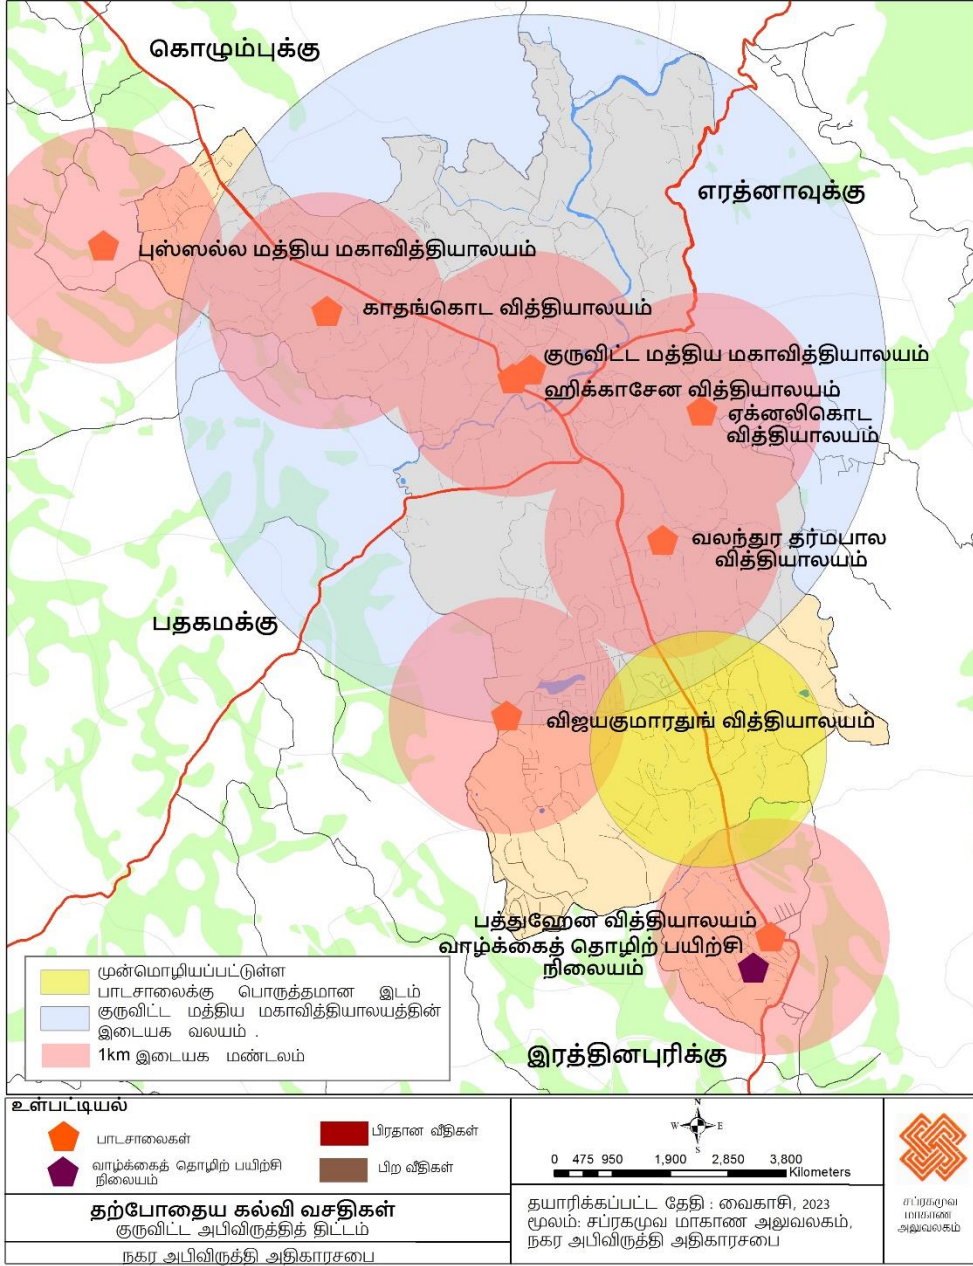 கொழும்புக்கு
எரத்னாவுக்கு
புஸ்ஸல்ல மத்திய மகாவித்தியாலயம்
காதங்கொட வித்தியாலயம்
குருவிட்ட மத்திய மகாவித்தியாலயம்
ஹிக்காசேன வித்தியாலயம்
ஏக்னலிகொட
வித்தியாலயம்
வலந்துர தர்மபால
வித்தியாலயம்
பதகமக்கு
விஜயகுமாரதுங் வித்தியாலயம்
பத்துஹேன வித்தியாலயம்
வாழ்க்கைத் தொழிற் பயிற்சி
நிலையம்
இரத்தினபுரிக்கு
முன்மொழியப்பட்டுள்ள
பாடசாலைக்கு பொருத்தமான இடம்
குருவிட்ட மத்திய மகாவித்தியாலயத்தின்
இடையக வலயம் .
1km இடையக மண்டலம்
உள்பட்டியல்
பாடசாலைகள்
வாழ்க்கைத் தொழிற் பயிற்சி
நிலையம்
பிரதான வீதிகள்
பிற வீதிகள்
தற்போதைய கல்வி வசதிகள்
குருவிட்ட அபிவிருத்தித் திட்டம்
நகர அபிவிருத்தி அதிகாரசபை
N
W E
S
0 475 950 1,900 2,850 3,800
Kilometers
தயாரிக்கப்பட்ட தேதி : வைகாசி, 2023
மூலம்: சப்ரகமுவ மாகாண அலுவலகம்,
நகர அபிவிருத்தி அதிகாரசபை
சப்ரகமுவ
மாகாண
அலுவலகம்